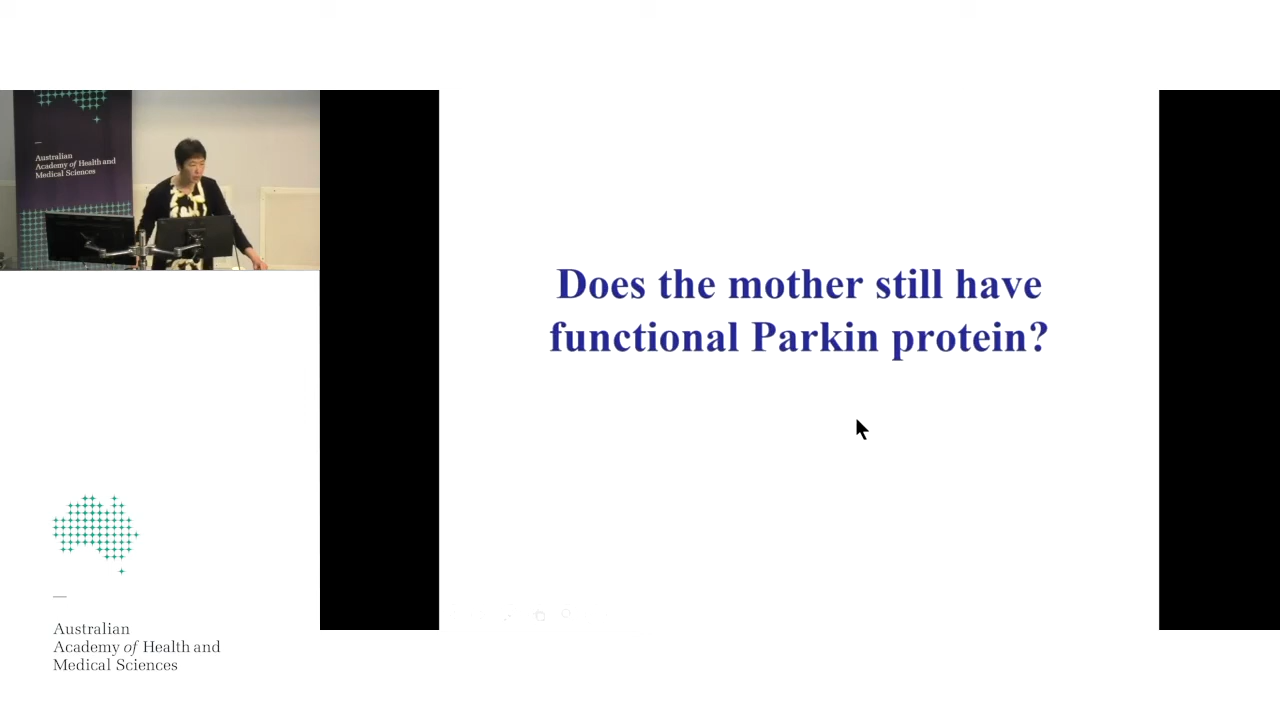 Australian
Academy of Health and
Medical Sciences
Does the mother still have
functional Parkin protein?
Australian
Academy of Health and
Medical Sciences